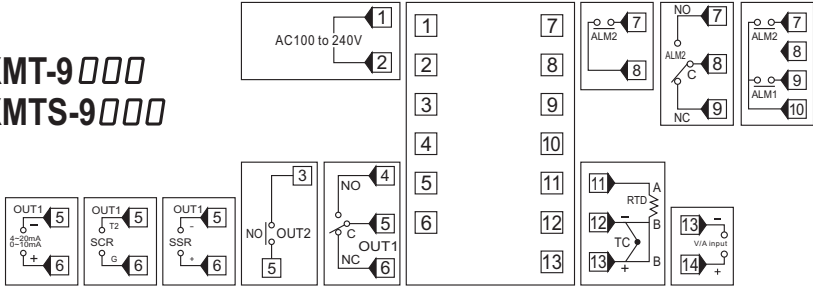 MT-9□□□
MTS-9□□□
AC100 to 240V
1
2
1
2
3
4
5
6
7
8
9
10
11
12
13
ALM2
7
8
NO
7
ALM2
C
8
NC
9
ALM2
7
8
9
ALM1
10
OUT1
5
−
4~20mA
0~10mA
+
6
OUT1
5
T2
SCR
G
6
OUT1
5
-
SSR
+
6
3
NO
OUT2
5
NO
4
C
5
OUT1
NC
6
11
A
RTD
12
−
B
TC
13
+
B
13
−
V/A input
14
+